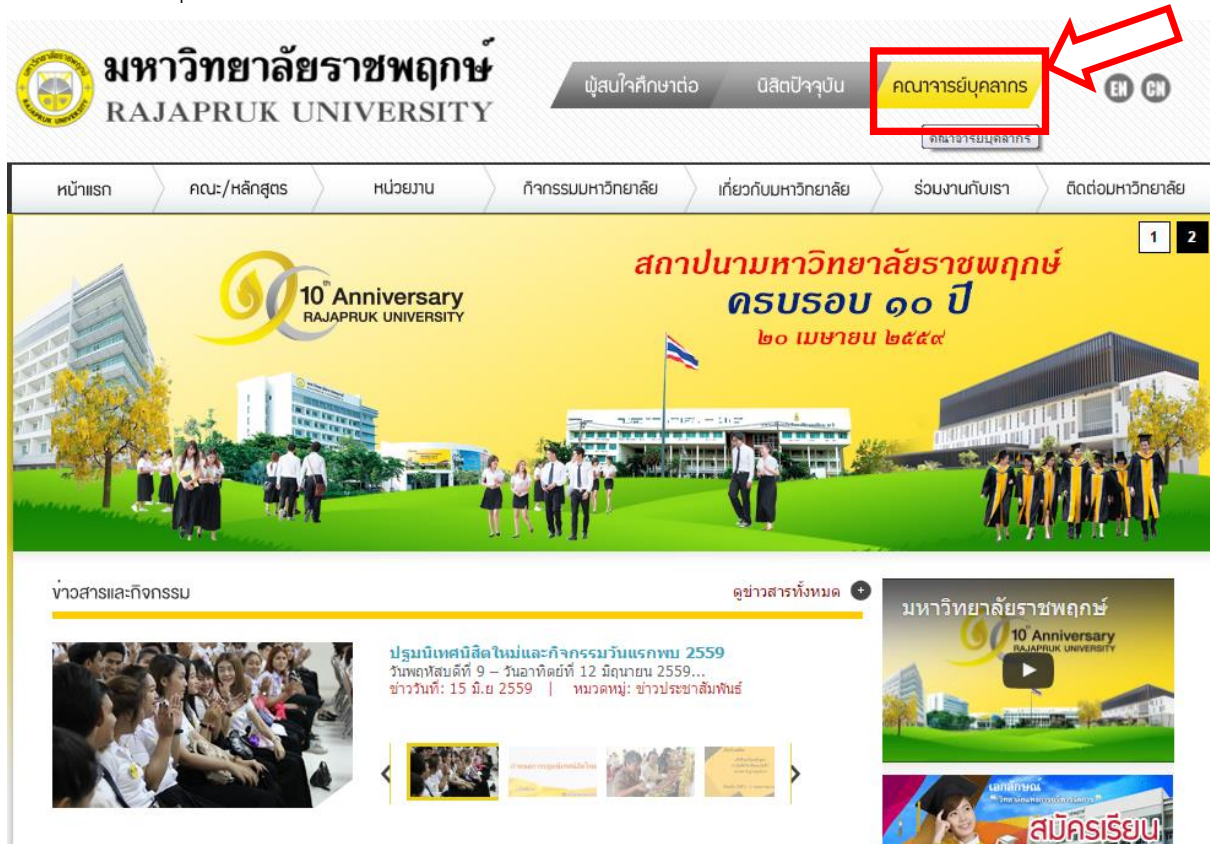 มหาวิทยาลัยราชพฤกษ์
RAJAPRUK UNIVERSITY
ผู้สนใจศึกษาต่อ นิสิตปัจจุบัน คณาจารย์บุคลากร EN CN
คณาจารย์บุคลากร
หน้าแรก คณะ/หลักสูตร หน่วยงาน กิจกรรมมหาวิทยาลัย เกี่ยวกับมหาวิทยาลัย ร่วมงานกับเรา ติดต่อมหาวิทยาลัย
1 2
10th Anniversary
RAJAPRUK UNIVERSITY
สถาปนามหาวิทยาลัยราชพฤกษ์
ครบรอบ ๑๐ ปี
๒๐ เมษายน ๒๕๕๙
ข่าวสารและกิจกรรม
ดูข่าวสารทั้งหมด
ปฐมนิเทศนิสิตใหม่และกิจกรรมวันแรกพบ 2559
วันพฤหัสบดีที่ 9 – วันอาทิตย์ที่ 12 มิถุนายน 2559...
ข่าววันที่: 15 มิ.ย 2559 | หมวดหมู่: ข่าวประชาสัมพันธ์
มหาวิทยาลัยราชพฤกษ์
10th Anniversary
RAJAPRUK UNIVERSITY
เอกลักษณ์
สมัครเรียน